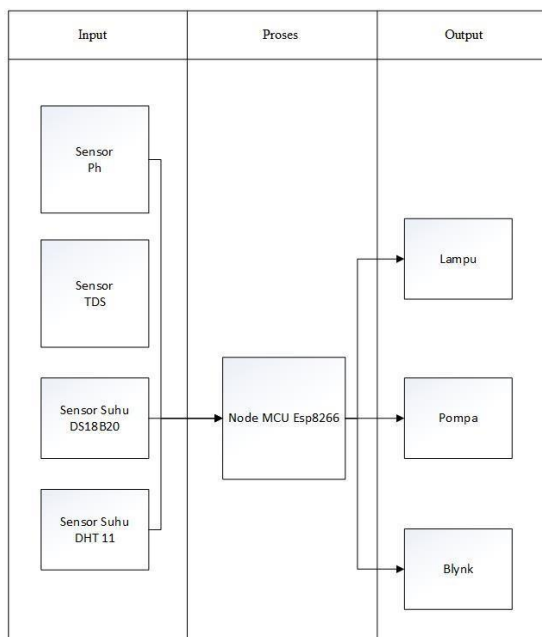 Input
Proses
Output
Sensor
Ph
Sensor
TDS
Sensor Suhu
DS18B20
Sensor Suhu
DHT 11
Node MCU Esp8266
Lampu
Pompa
Blynk